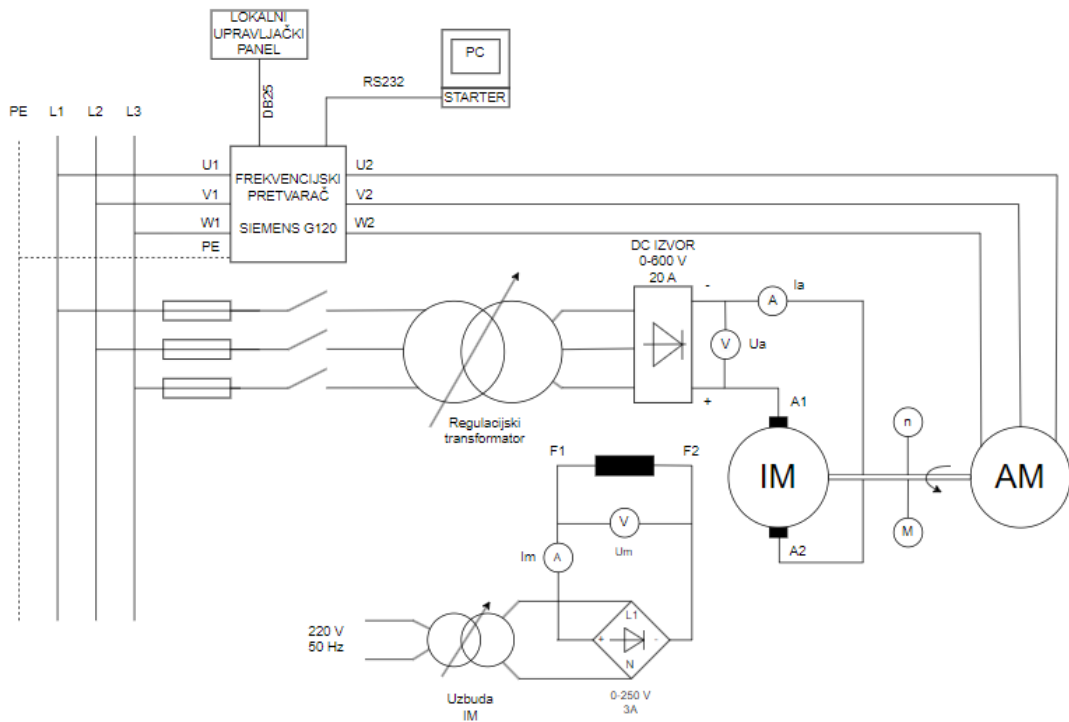 LOKALNI
UPRAVLJAČKI
PANEL
PC
STARTER
RS232
DB25
PE
L1
L2
L3
U1
V1
W1
PE
FREKVENCIJSKI
PRETVARAČ
SIEMENS G120
U2
V2
W2
DC IZVOR
0-600 V
20 A
-
+
Ia
A
V
Ua
Regulacijski
transformator
A1
IM
A2
n
M
AM
F1
F2
V
Um
Im
A
220 V
50 Hz
L1
+
-
N
Uzbuda
IM
0-250 V
3A